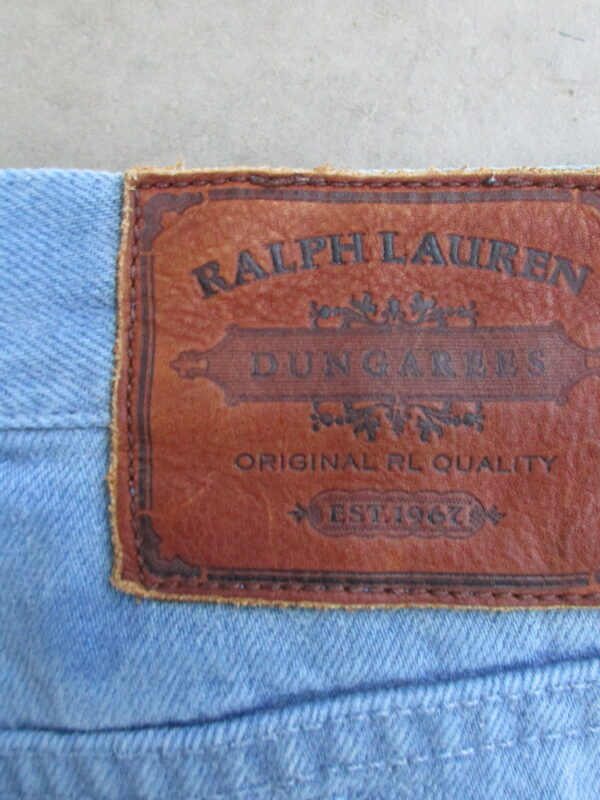 RALPH LAUREN
DUNGAREES
ORIGINAL RL QUALITY
EST. 1967